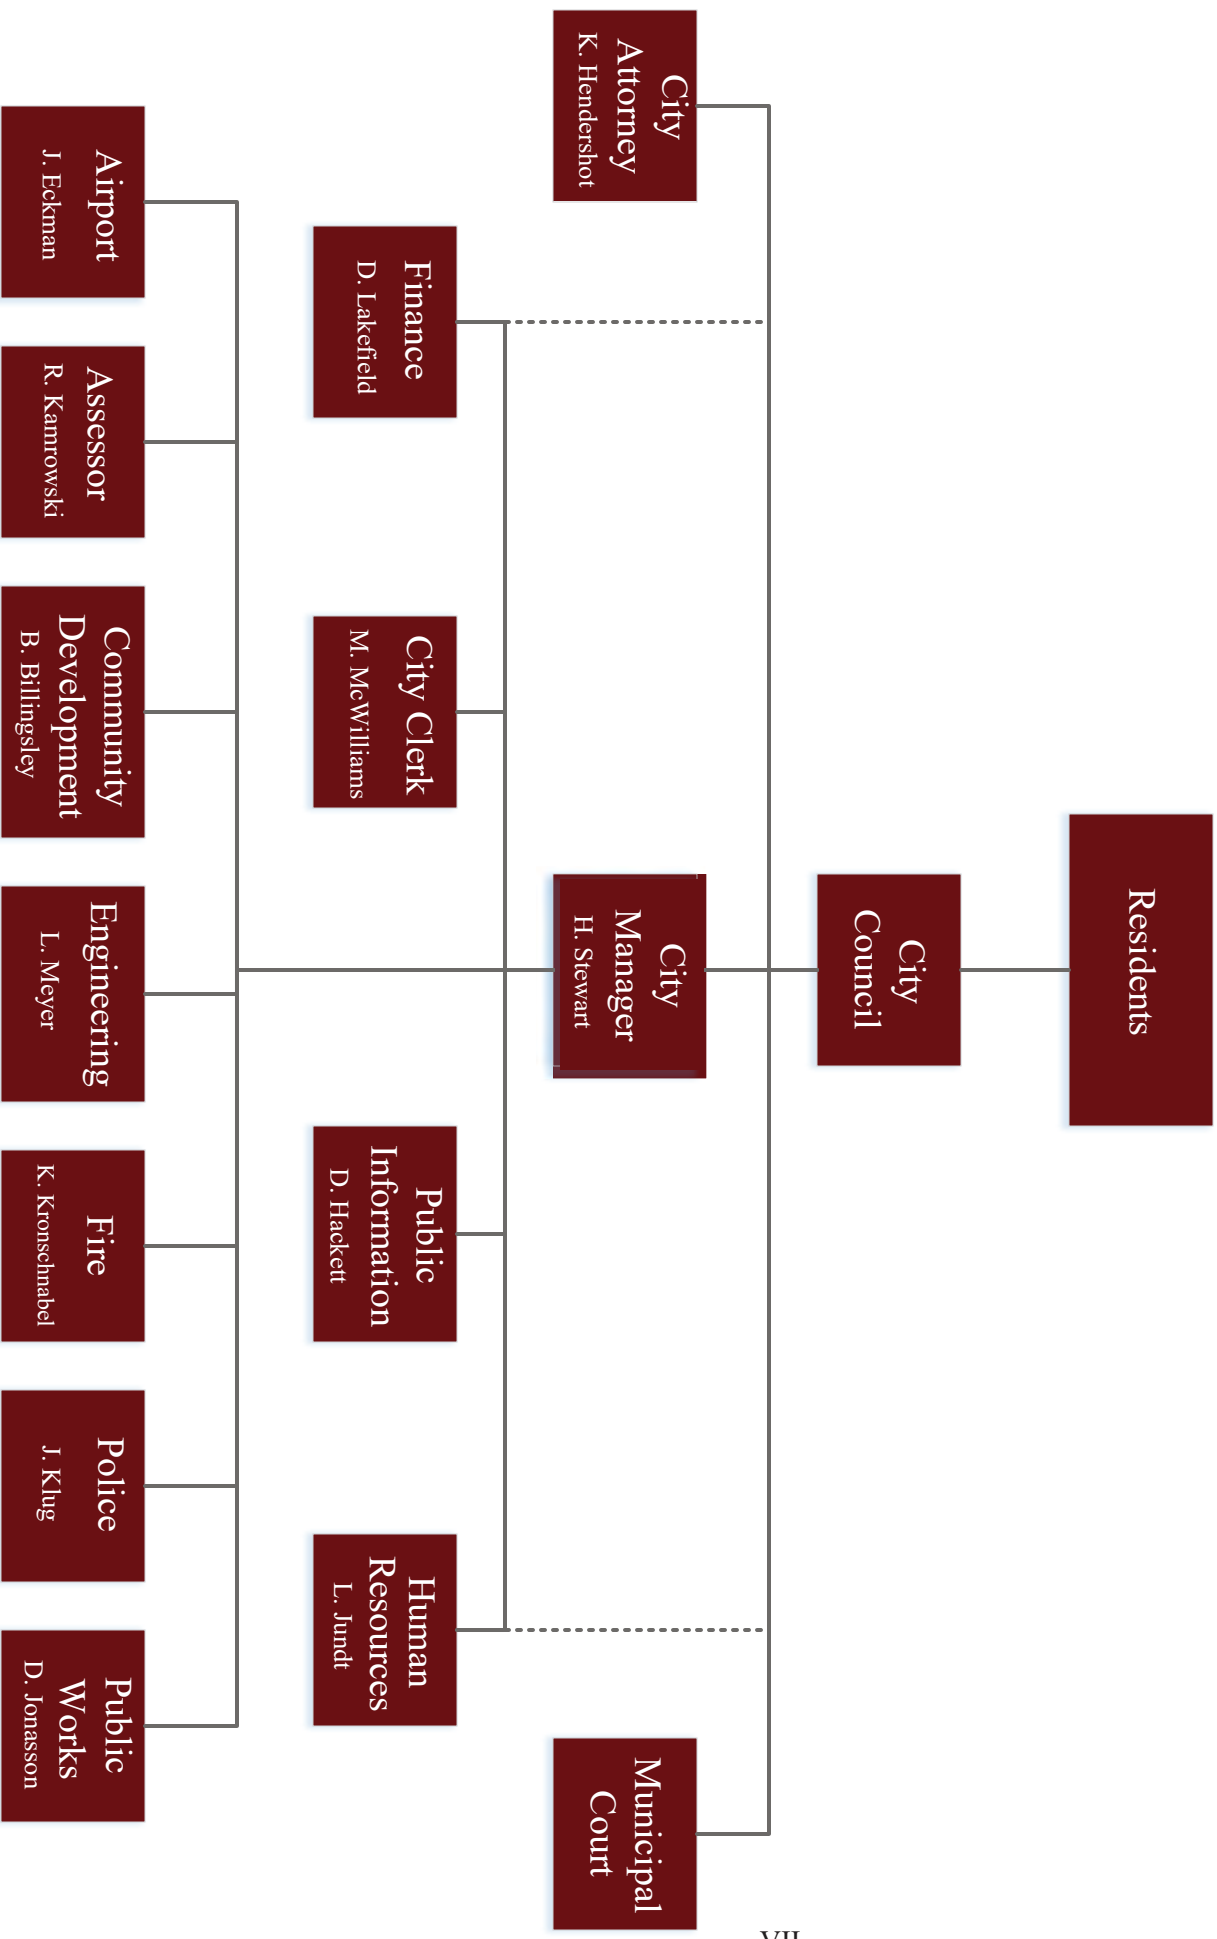 Residents
City
Council
City
Attorney
K. Hendershot
City
Manager
H. Stewart
Municipal
Court
Finance
D. Lakefield
City Clerk
M. McWilliams
Public
Information
D. Hackett
Human
Resources
L. Jundt
Airport
J. Eckman
Assessor
R. Kamrowski
Community
Development
B. Billingsley
Engineering
L. Meyer
Fire
K. Kronschnabel
Police
J. Klug
Public
Works
D. Jonasson
VII